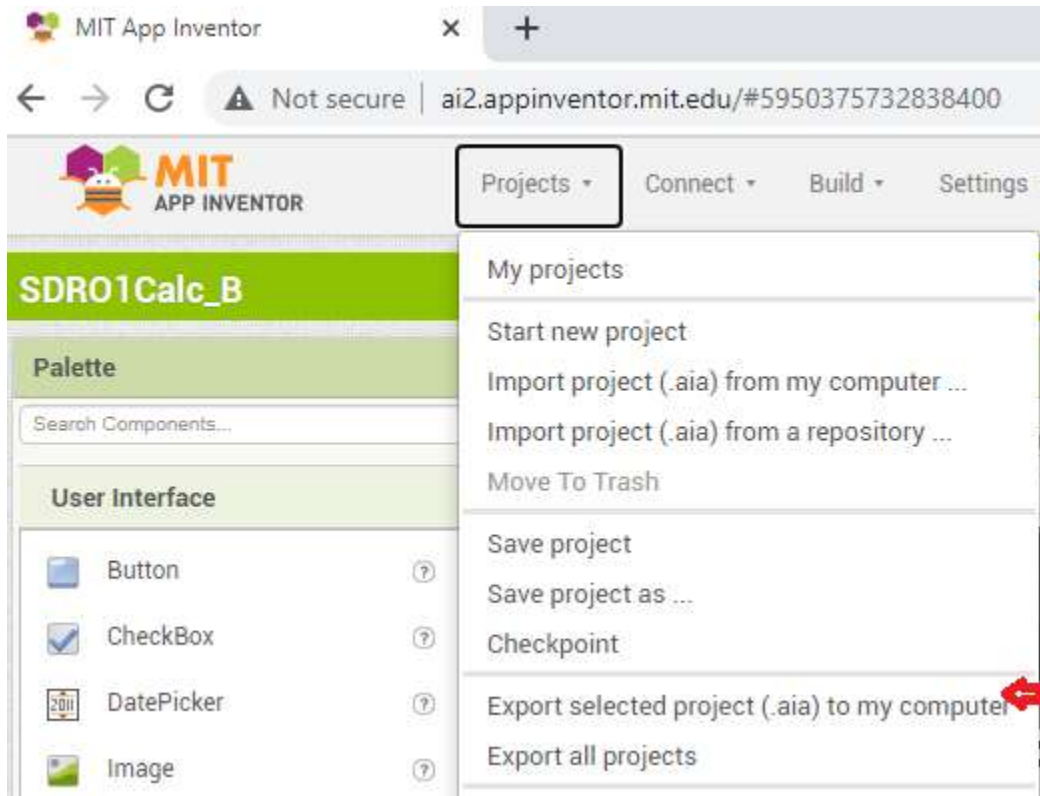 MIT App Inventor
Not secure ai2.appinventor.mit.edu/#5950375732838400
MIT
APP INVENTOR
Projects Connect Build Settings
SDRO1Calc_B
My projects
Start new project
Import project (.aia) from my computer ...
Import project (.aia) from a repository ...
Move To Trash
Save project
Save project as ...
Checkpoint
Export selected project (.aia) to my computer
Export all projects
Palette
Search Components...
User Interface
Button
CheckBox
2011
DatePicker
Image